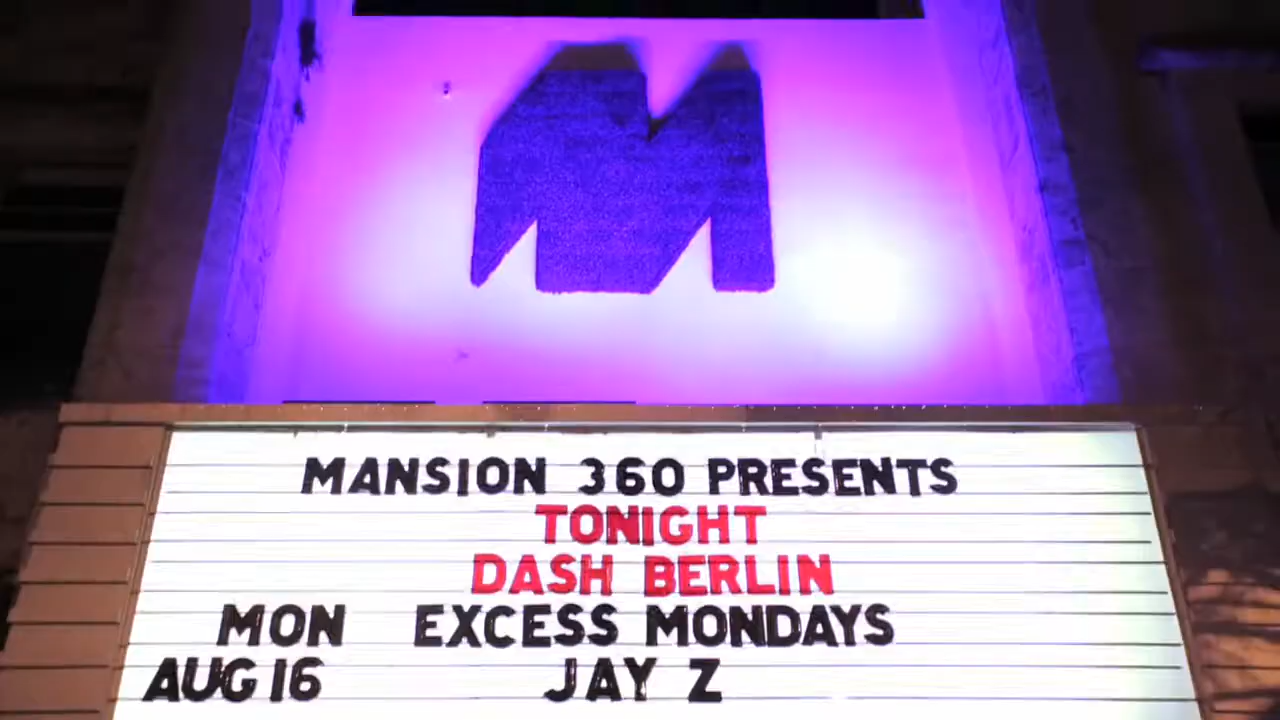 MANSION 360 PRESENTS
TONIGHT
DASH BERLIN
MON EXCESS MONDAYS
AUG 16 JAY Z